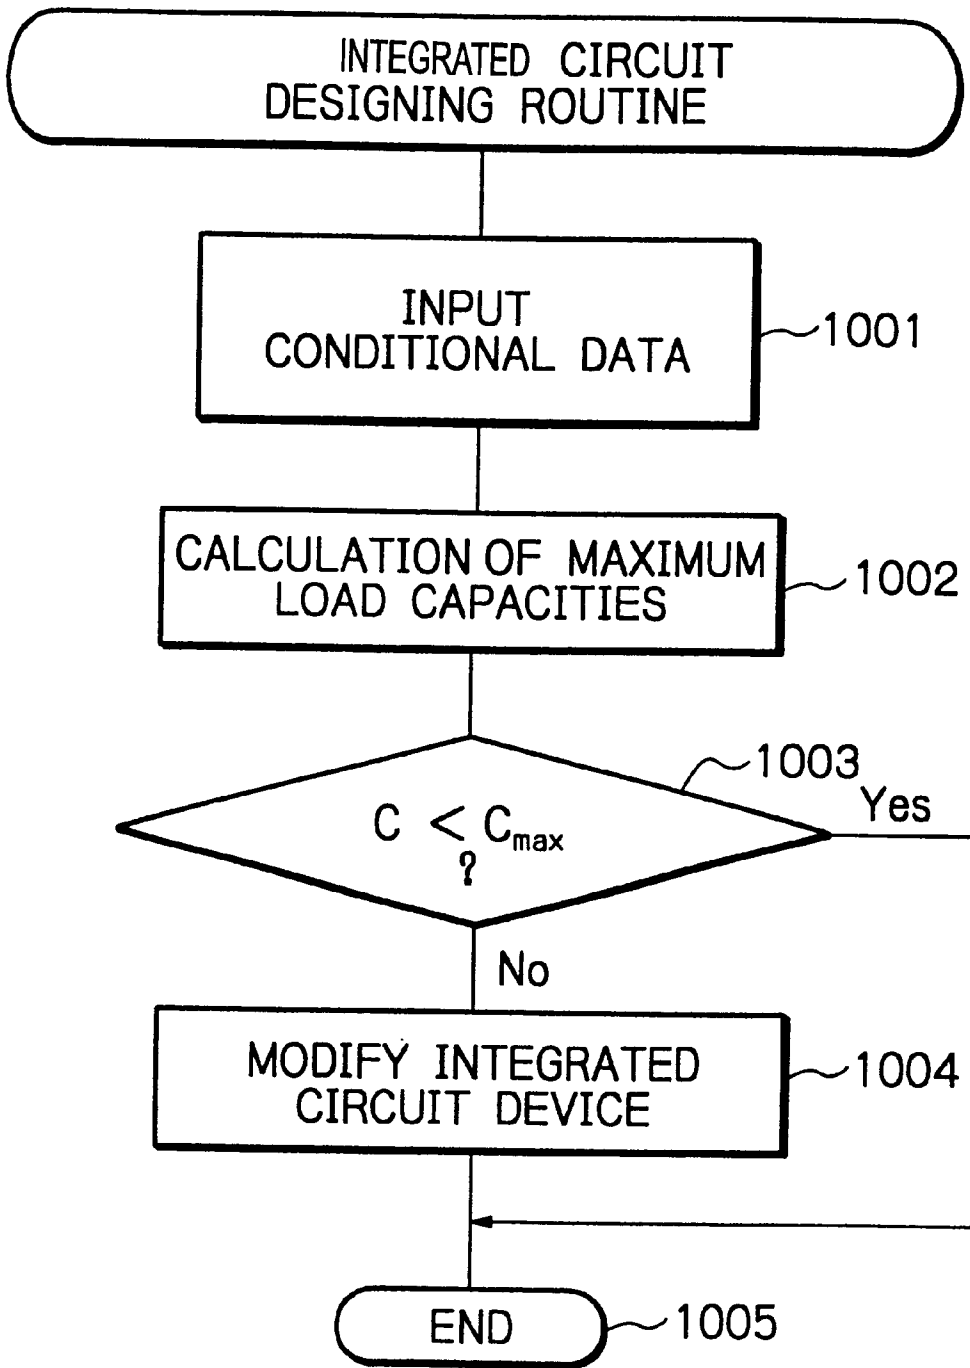 INTEGRATED CIRCUIT
DESIGNING ROUTINE
INPUT
CONDITIONAL DATA
1001
CALCULATION OF MAXIMUM
LOAD CAPACITIES
1002
1003
C < Cmax
?
Yes
No
MODIFY INTEGRATED
CIRCUIT DEVICE
1004
END
1005